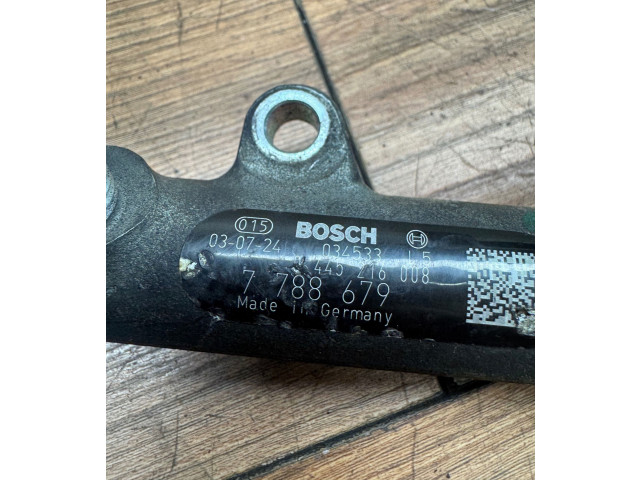 015 BOSCH
03-07-24 034533 L5
445 216 008
7 788 679
Made in Germany